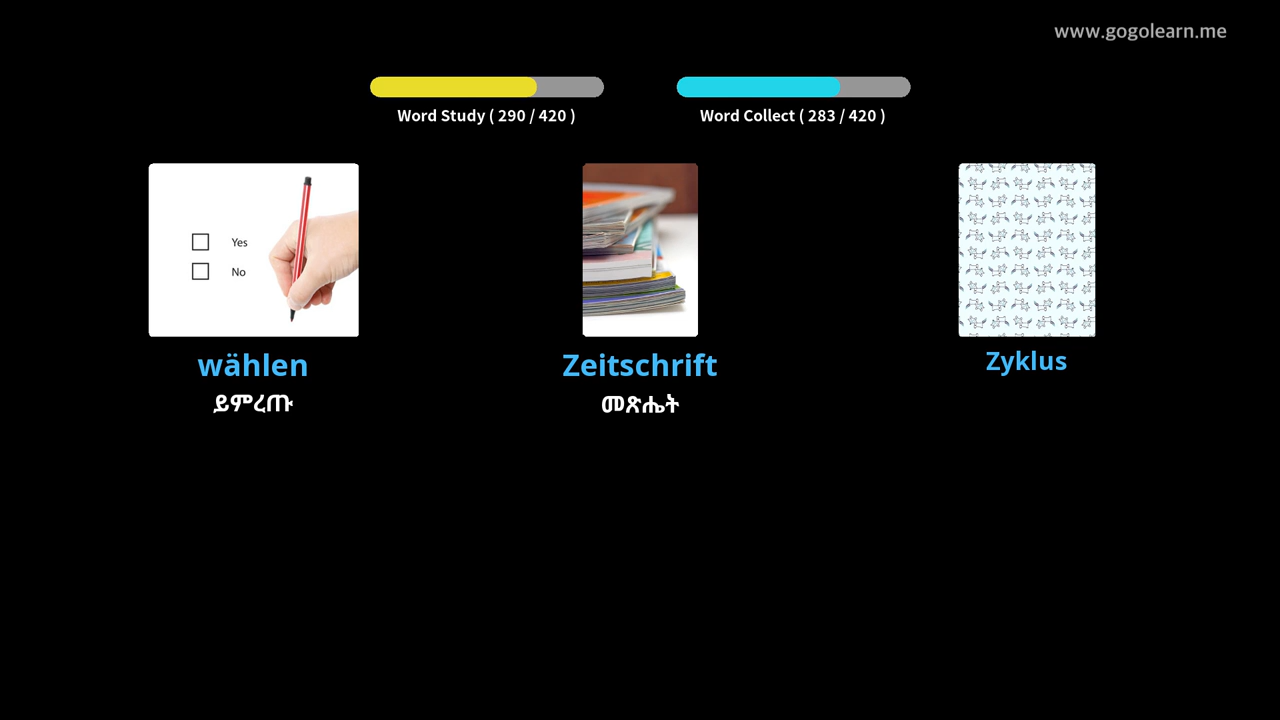 www.gogolearn.me
Word Study ( 290 / 420 )
Word Collect ( 283 / 420 )
Yes
No
wählen
Zeitschrift
Zyklus
ይምረጡ
መጽሔት